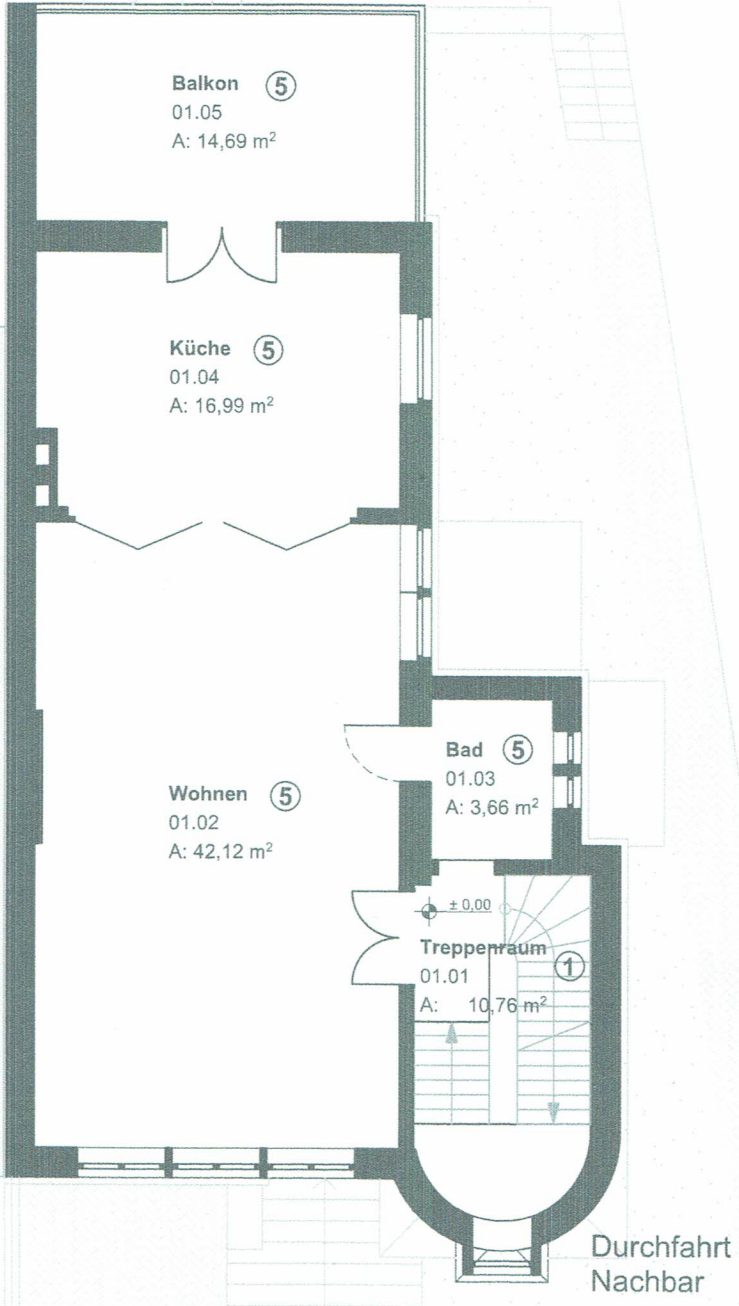 Balkon ⑤
01.05
A: 14,69 m²
Küche ⑤
01.04
A: 16,99 m²
Bad ⑤
01.03
A: 3,66 m²
Wohnen ⑤
01.02
A: 42,12 m²
± 0,00
Treppenraum ①
01.01
A: 10,76 m²
Durchfahrt
Nachbar